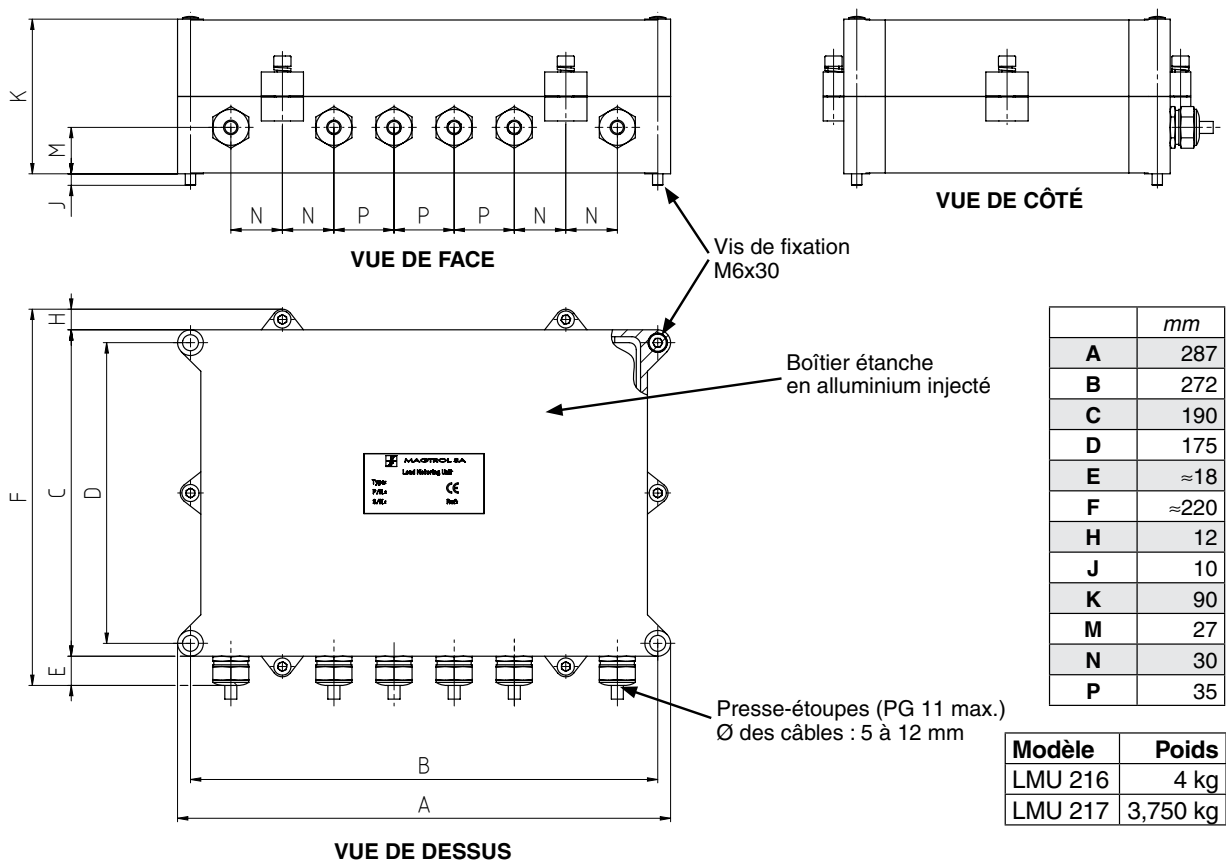 K
M
J
N N P P P N N
VUE DE FACE
VUE DE CÔTÉ
Vis de fixation
M6x30
H
F
C
D
E
Boîtier étanche
en alluminium injecté
MAGTROL SA
Load Metering Unit
Type:
P/N.:
S/N.:
CE
Presse-étoupes (PG 11 max.)
Ø des câbles : 5 à 12 mm
B
A
VUE DE DESSUS
mm
A 287
B 272
C 190
D 175
E ≈18
F ≈220
H 12
J 10
K 90
M 27
N 30
P 35
Modèle Poids
LMU 216 4 kg
LMU 217 3,750 kg